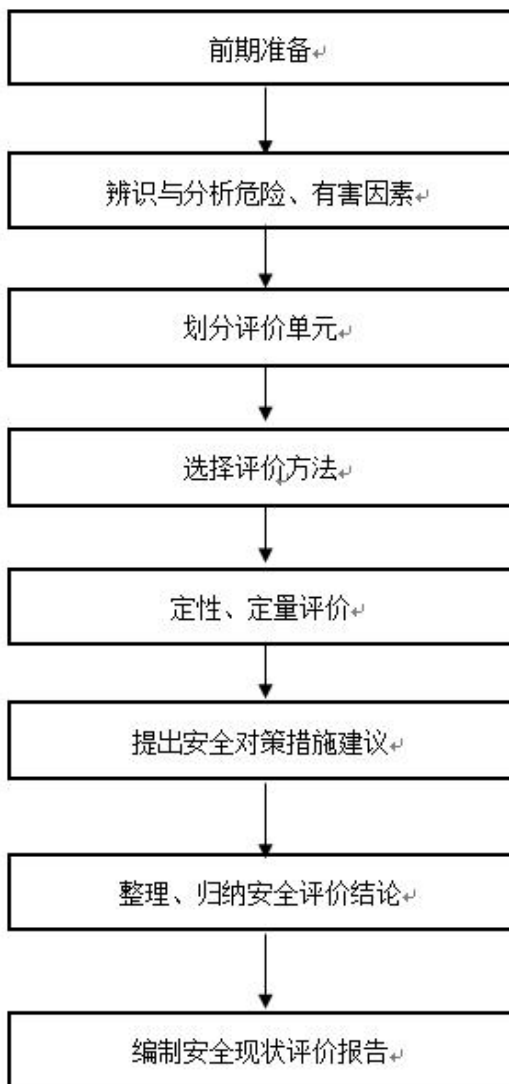 前期准备
辨识与分析危险、有害因素
划分评价单元
选择评价方法
定性、定量评价
提出安全对策措施建议
整理、归纳安全评价结论
编制安全现状评价报告